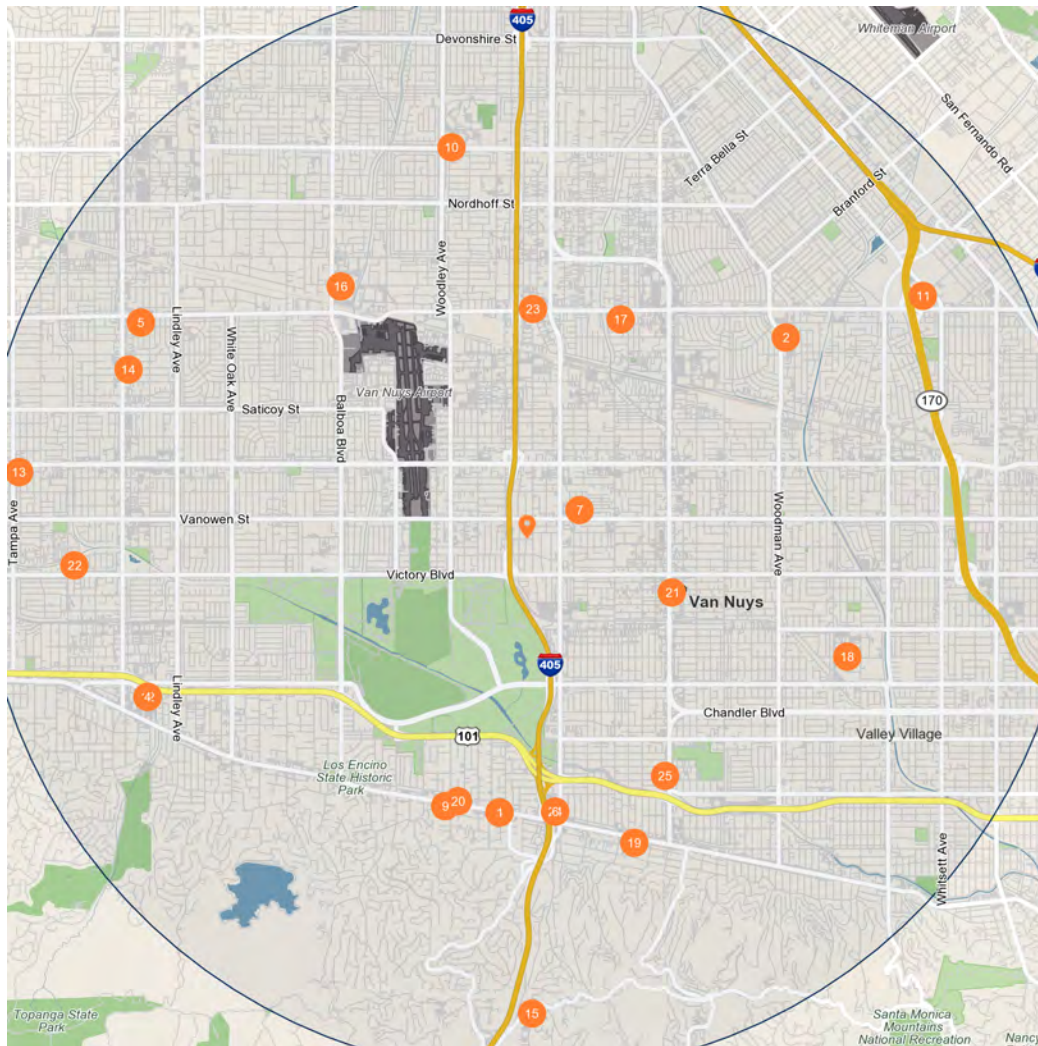 405
Devonshire St
Whiteman Airport
San Fernando Rd
10
Terra Bella St
Branford St
Nordhoff St
Woodley Ave
16
11
23
17
5
Lindley Ave
White Oak Ave
2
14
Van Nuys Airport
170
Saticoy St
Balboa Blvd
13
Tampa Ave
Vanowen St
7
Woodman Ave
22
Victory Blvd
21
Van Nuys
18
405
Lindley Ave
Chandler Blvd
101
Valley Village
Los Encino
State Historic
Park
25
9
20
1
19
Whitsett Ave
15
Topanga State
Park
Santa Monica
Mountains
National Recreation
Nancy